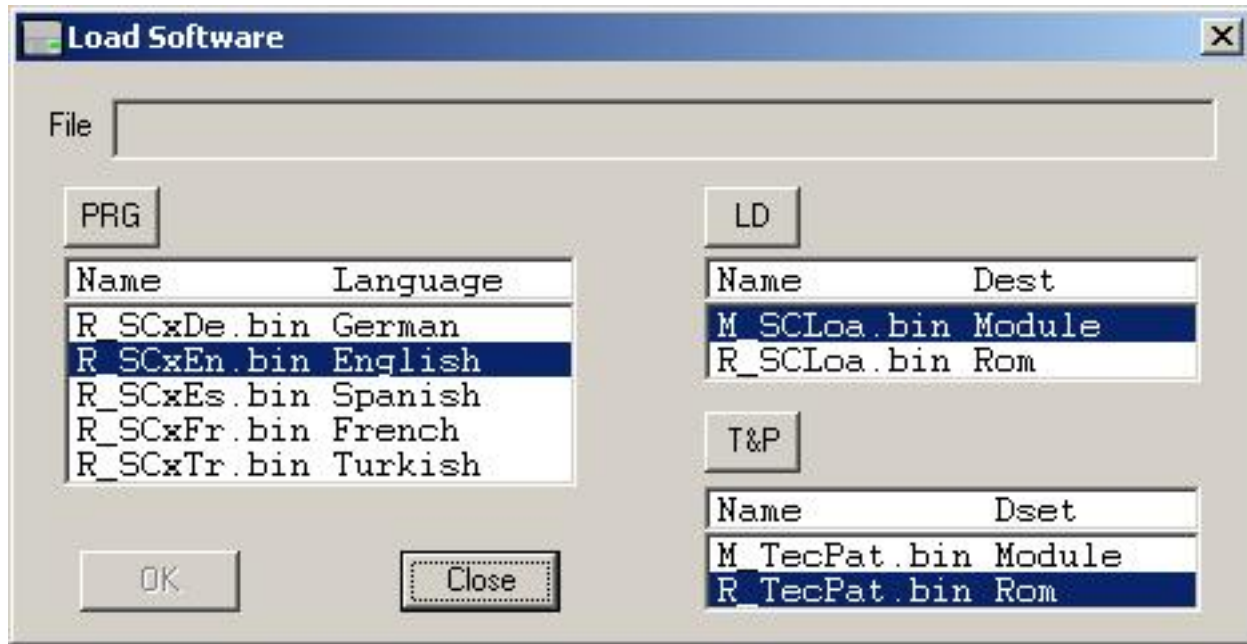 Load Software
File
PRG
Name Language
R_SCxDe.bin German
R_SCxEn.bin English
R_SCxEs.bin Spanish
R_SCxFr.bin French
R_SCxTr.bin Turkish
LD
Name Dest
M_SCLoa.bin Module
R_SCLoa.bin Rom
T&P
Name Dset
M_TecPat.bin Module
R_TecPat.bin Rom
OK
Close